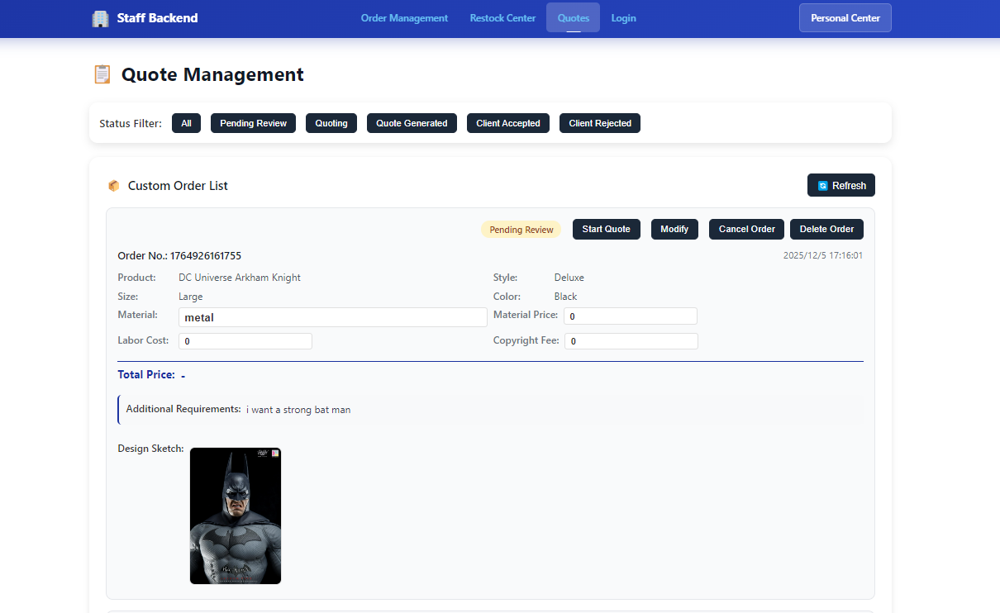 Staff Backend
Order Management Restock Center Quotes Login
Personal Center
Quote Management
Status Filter: All Pending Review Quoting Quote Generated Client Accepted Client Rejected
Custom Order List
Refresh
Pending Review Start Quote Modify Cancel Order Delete Order
Order No.: 1764926161755
2025/12/5 17:16:01
Product: DC Universe Arkham Knight
Style: Deluxe
Size: Large
Color: Black
Material: metal
Material Price: 0
Labor Cost: 0
Copyright Fee: 0
Total Price: -
Additional Requirements: i want a strong bat man
Design Sketch: